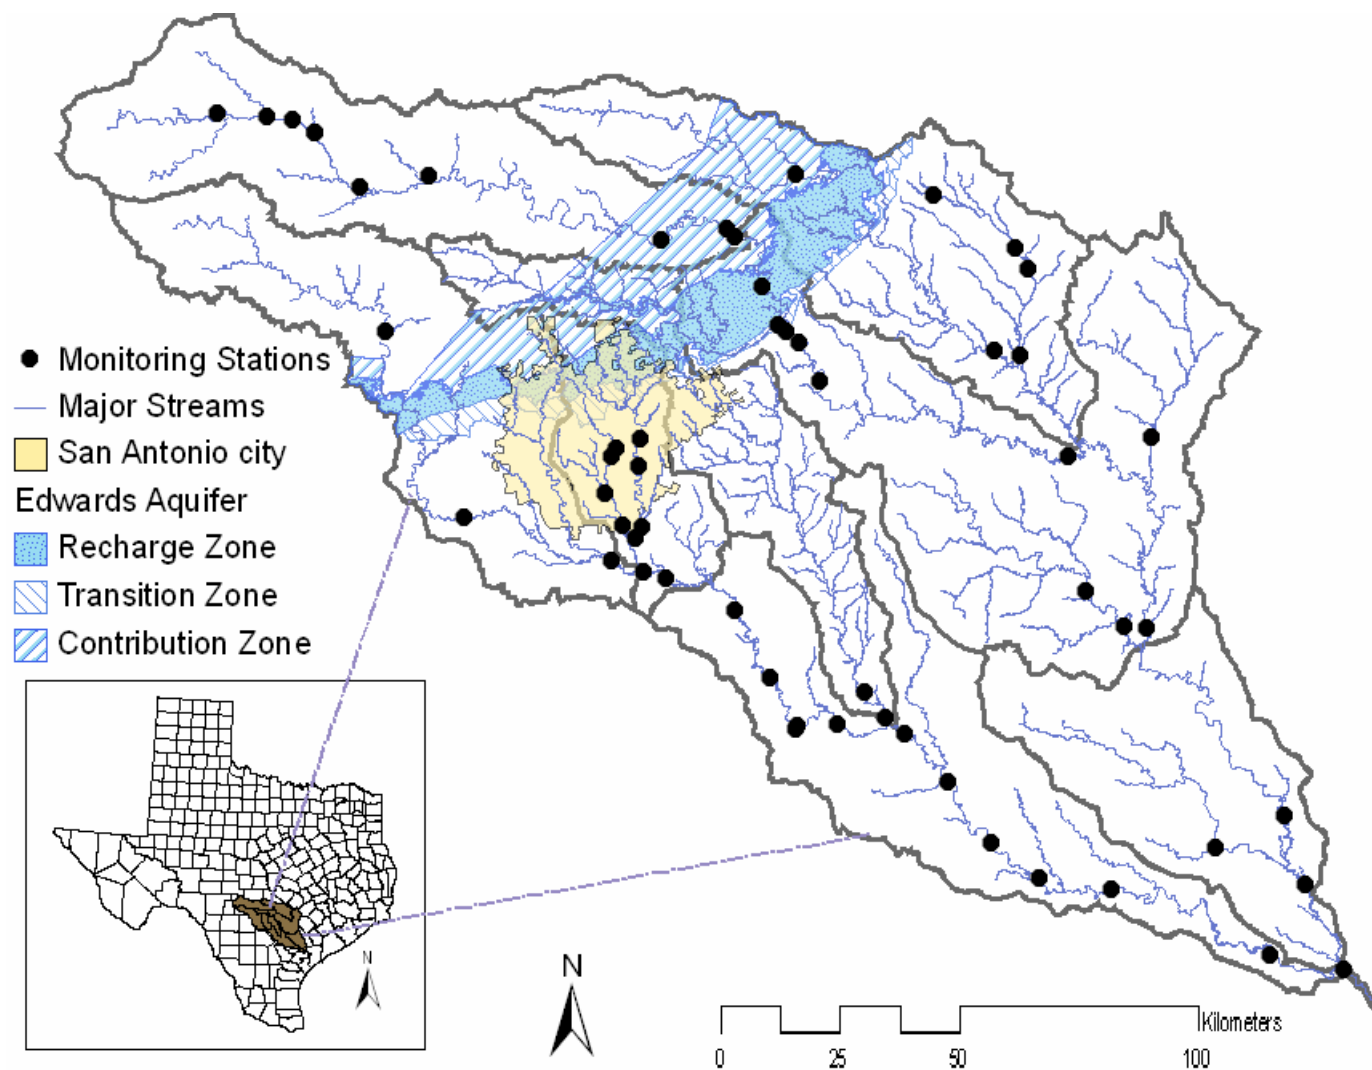 Monitoring Stations
Major Streams
San Antonio city
Edwards Aquifer
Recharge Zone
Transition Zone
Contribution Zone
N
N
Kilometers
0 25 50 100